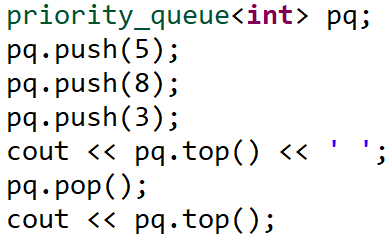 priority_queue<int> pq;
pq.push(5);
pq.push(8);
pq.push(3);
cout << pq.top() << ' ';
pq.pop();
cout << pq.top();